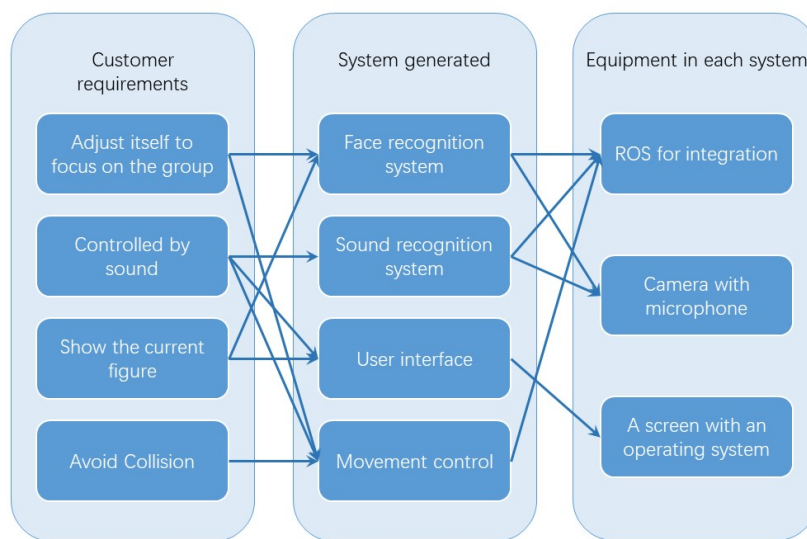 Customer
requirements
Adjust itself to
focus on the group
Controlled by
sound
Show the current
figure
Avoid Collision
System generated
Face recognition
system
Sound recognition
system
User interface
Movement control
Equipment in each system
ROS for integration
Camera with
microphone
A screen with an
operating system